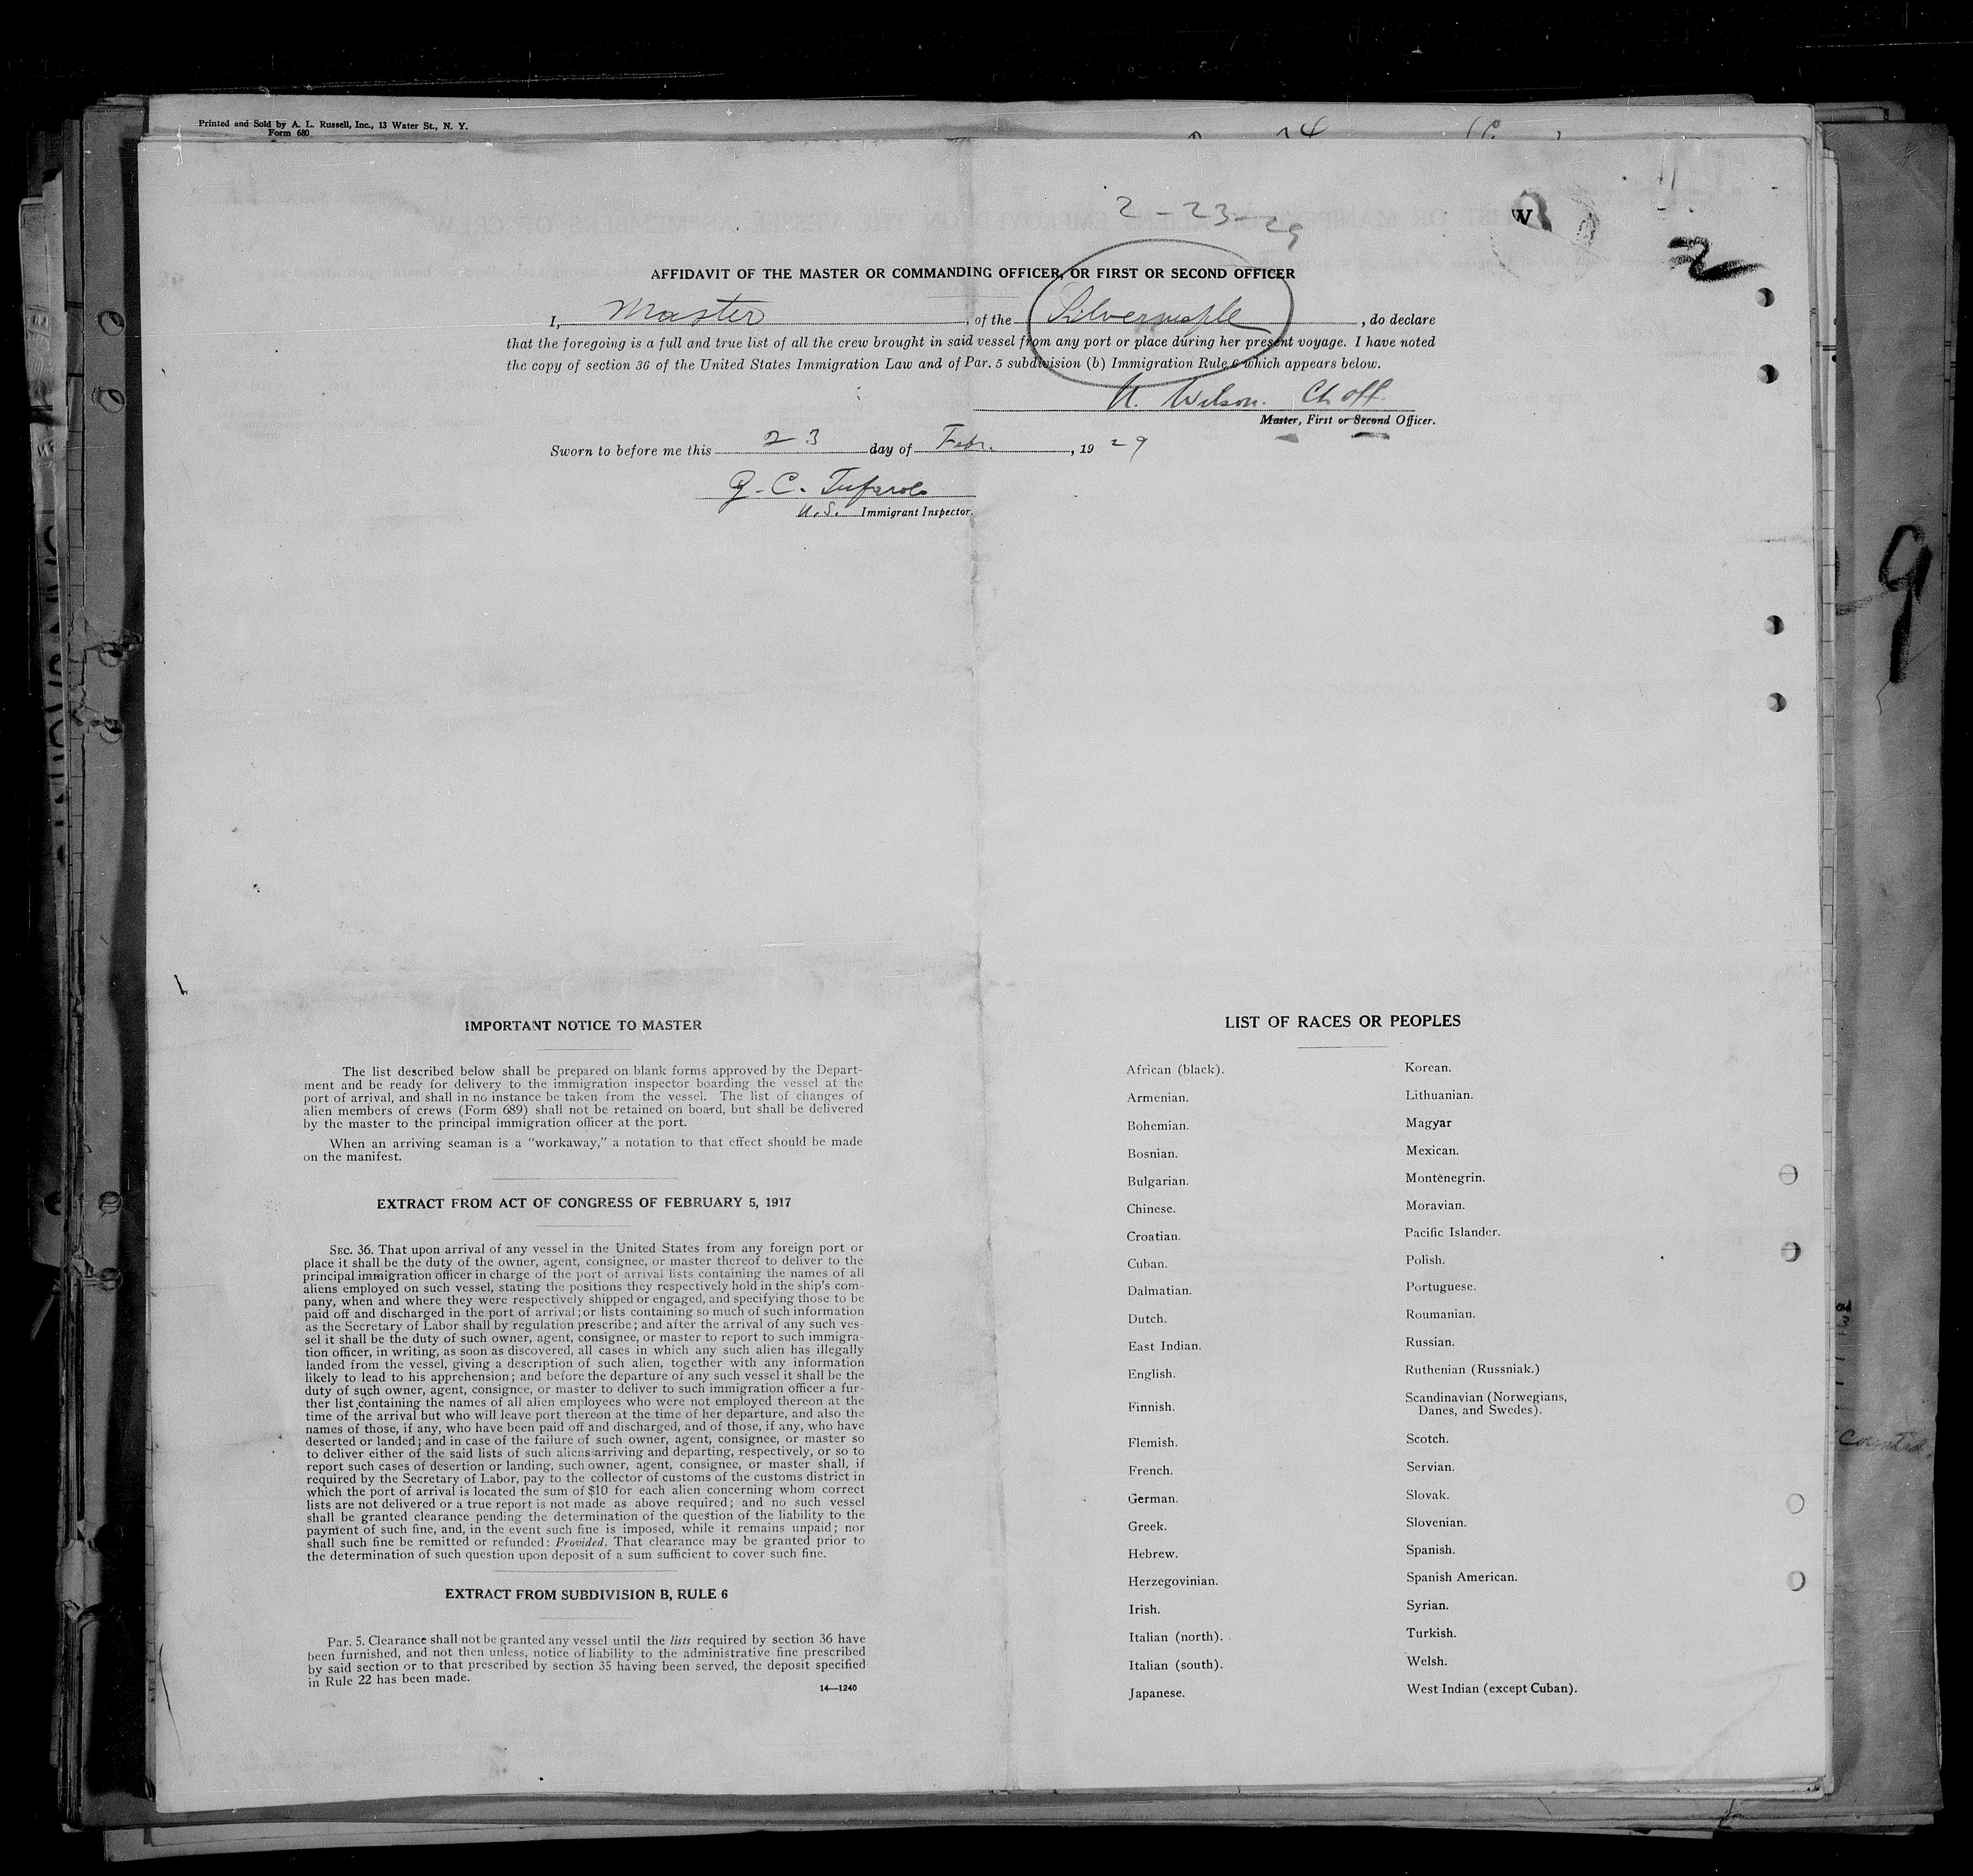 Printed and Sold by A. L. Russell, Inc., 13 Water St., N. Y.
Form 680
2-23-29
W
2
AFFIDAVIT OF THE MASTER OR COMMANDING OFFICER, OR FIRST OR SECOND OFFICER
I, Master, of the Silvermaple, do declare
that the foregoing is a full and true list of all the crew brought in said vessel from any port or place during her present voyage. I have noted
the copy of section 36 of the United States Immigration Law and of Par. 5 subdivision (b) Immigration Rule 6 which appears below.
Wilson. Ch off.
Master, First or Second Officer.
Sworn to before me this 23 day of Febr., 1929
C.
U.S. Immigrant Inspector.
9
IMPORTANT NOTICE TO MASTER
The list described below shall be prepared on blank forms approved by the Depart-
ment and be ready for delivery to the immigration inspector boarding the vessel at the
port of arrival, and shall in no instance be taken from the vessel. The list of changes of
alien members of crews (Form 689) shall not be retained on board, but shall be delivered
by the master to the principal immigration officer at the port.
When an arriving seaman is a "workaway," a notation to that effect should be made
on the manifest.
EXTRACT FROM ACT OF CONGRESS OF FEBRUARY 5, 1917
SEC. 36. That upon arrival of any vessel in the United States from any foreign port or
place it shall be the duty of the owner, agent, consignee, or master thereof to deliver to the
principal immigration officer in charge of the port of arrival lists containing the names of all
aliens employed on such vessel, stating the positions they respectively hold in the ship's com-
pany, when and where they were respectively shipped or engaged, and specifying those to be
paid off and discharged in the port of arrival; or lists containing so much of such information
as the Secretary of Labor shall by regulation prescribe; and after the arrival of any such ves-
sel it shall be the duty of such owner, agent, consignee, or master to report to such immigra-
tion officer, in writing, as soon as discovered, all cases in which any such alien has illegally
landed from the vessel, giving a description of such alien, together with any information
likely to lead to his apprehension; and before the departure of any such vessel it shall be the
duty of such owner, agent, consignee, or master to deliver to such immigration officer a fur-
ther list containing the names of all alien employees who were not employed thereon at the
time of the arrival but who will leave port thereon at the time of her departure, and also the
names of those, if any, who have been paid off and discharged, and of those, if any, who have
deserted or landed; and in case of the failure of such owner, agent, consignee, or master so
to deliver either of the said lists of such aliens arriving and departing, respectively, or so to
report such cases of desertion or landing, such owner, agent, consignee, or master shall, if
required by the Secretary of Labor, pay to the collector of customs of the customs district in
which the port of arrival is located the sum of $10 for each alien concerning whom correct
lists are not delivered or a true report is not made as above required; and no such vessel
shall be granted clearance pending the determination of the question of the liability to the
payment of such fine, and, in the event such fine is imposed, while it remains unpaid; nor
shall such fine be remitted or refunded: Provided. That clearance may be granted prior to
the determination of such question upon deposit of a sum sufficient to cover such fine.
EXTRACT FROM SUBDIVISION B, RULE 6
Par. 5. Clearance shall not be granted any vessel until the lists required by section 36 have
been furnished, and not then unless, notice of liability to the administrative fine prescribed
by said section or to that prescribed by section 35 having been served, the deposit specified
in Rule 22 has been made.
14—1240
LIST OF RACES OR PEOPLES
African (black).
Armenian.
Bohemian.
Bosnian.
Bulgarian.
Chinese.
Croatian.
Cuban.
Dalmatian.
Dutch.
East Indian.
English.
Finnish.
Flemish.
French.
German.
Greek.
Hebrew.
Herzegovinian.
Irish.
Italian (north).
Italian (south).
Japanese.
Korean.
Lithuanian.
Magyar
Mexican.
Montenegrin.
Moravian.
Pacific Islander.
Polish.
Portuguese.
Roumanian.
Russian.
Ruthenian (Russniak.)
Scandinavian (Norwegians,
Danes, and Swedes).
Scotch.
Servian.
Slovak.
Slovenian.
Spanish.
Spanish American.
Syrian.
Turkish.
Welsh.
West Indian (except Cuban).